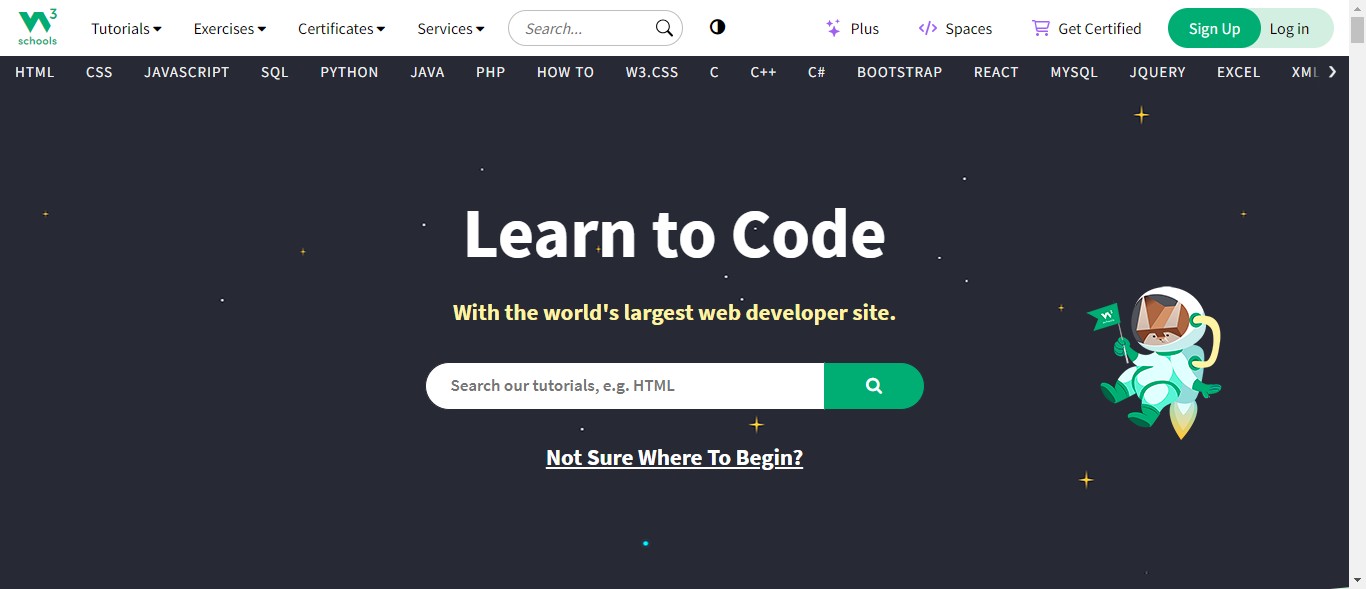 W3 schools
Tutorials Exercises Certificates Services Search... Plus Spaces Get Certified Sign Up Log in
HTML CSS JAVASCRIPT SQL PYTHON JAVA PHP HOW TO W3.CSS C C++ C# BOOTSTRAP REACT MYSQL JQUERY EXCEL XML
Learn to Code
With the world's largest web developer site.
Search our tutorials, e.g. HTML
Not Sure Where To Begin?